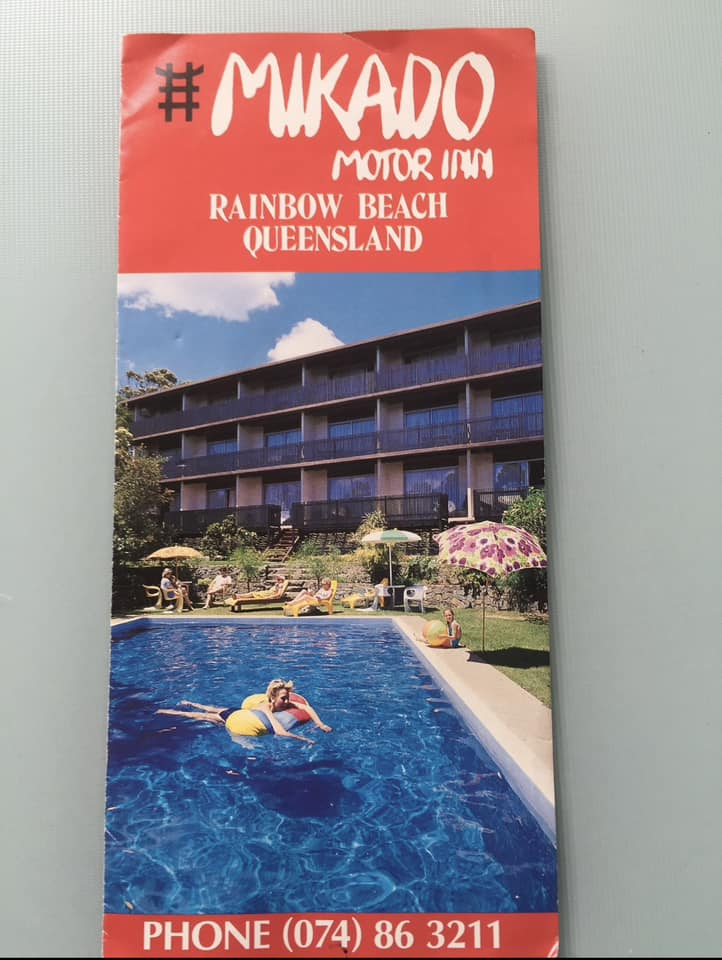 MIKADO
MOTOR INN
RAINBOW BEACH
QUEENSLAND
PHONE (074) 86 3211